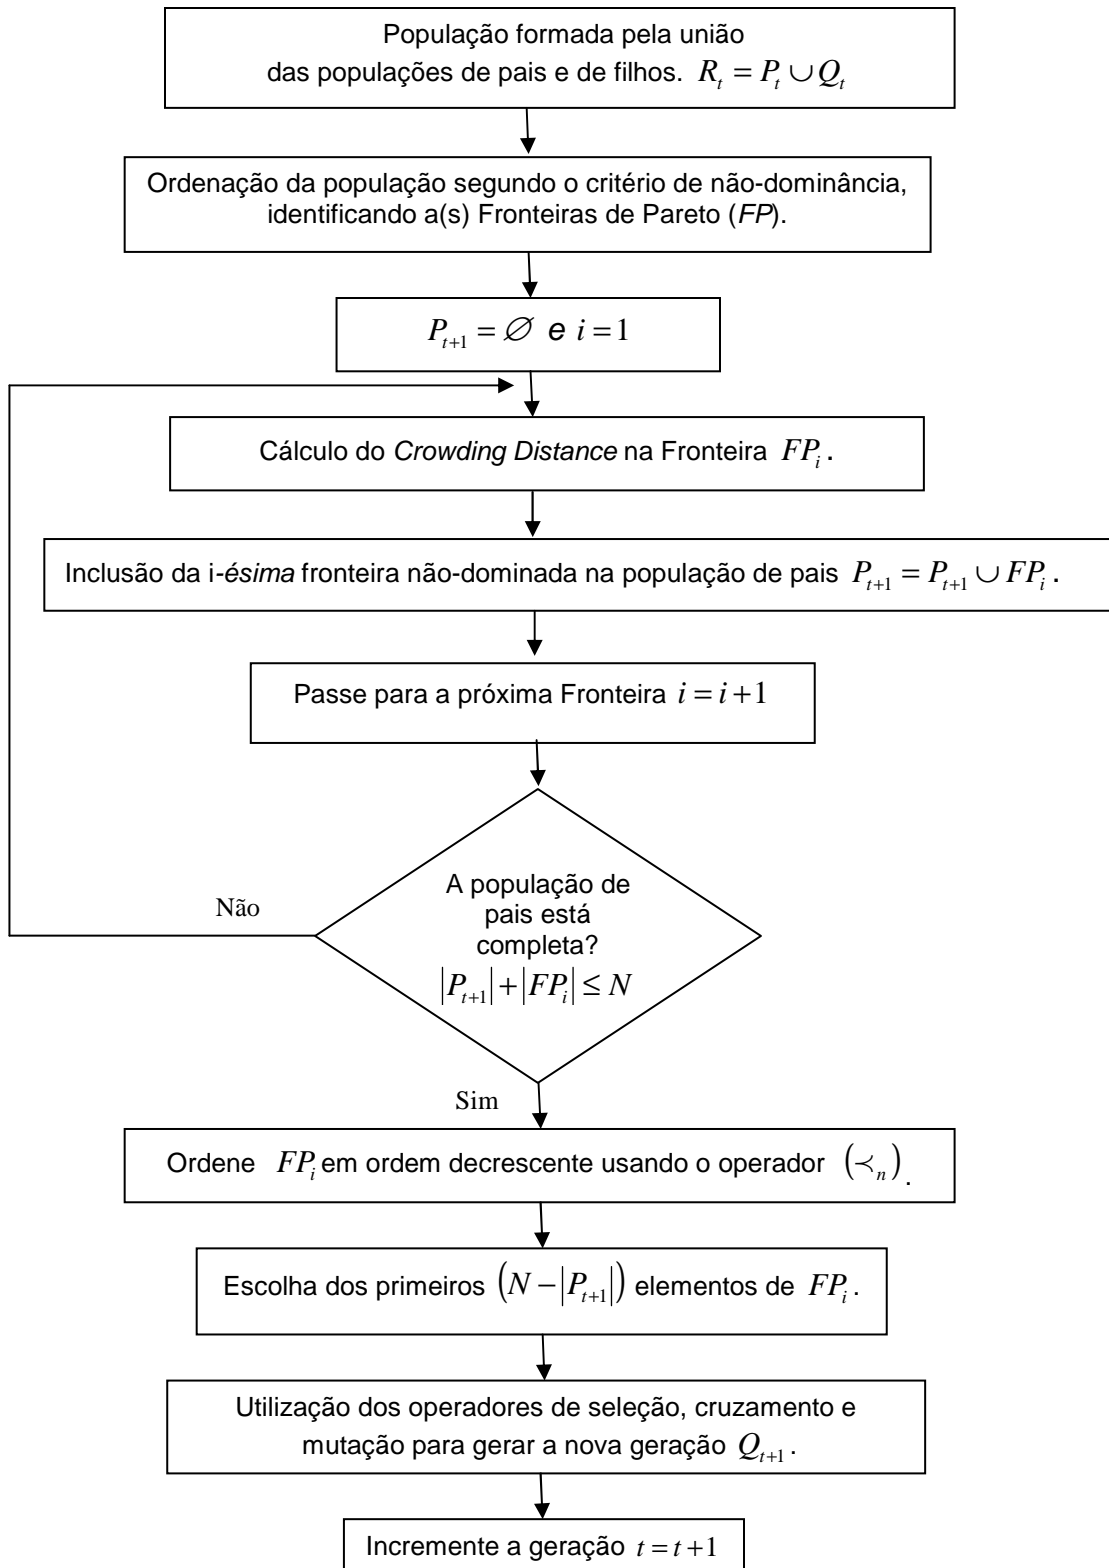 População formada pela união
das populações de pais e de filhos. R_t = P_t ∪ Q_t
Ordenação da população segundo o critério de não-dominância,
identificando a(s) Fronteiras de Pareto (FP).
P_{t+1} = ∅ e i = 1
Cálculo do Crowding Distance na Fronteira FP_i.
Inclusão da i-ésima fronteira não-dominada na população de pais P_{t+1} = P_{t+1} ∪ FP_i.
Passe para a próxima Fronteira i = i + 1
A população de
pais está
completa?
|P_{t+1}| + |FP_i| ≤ N
Não
Sim
Ordene FP_i em ordem decrescente usando o operador (≺_n).
Escolha dos primeiros (N − |P_{t+1}|) elementos de FP_i.
Utilização dos operadores de seleção, cruzamento e
mutação para gerar a nova geração Q_{t+1}.
Incremente a geração t = t + 1